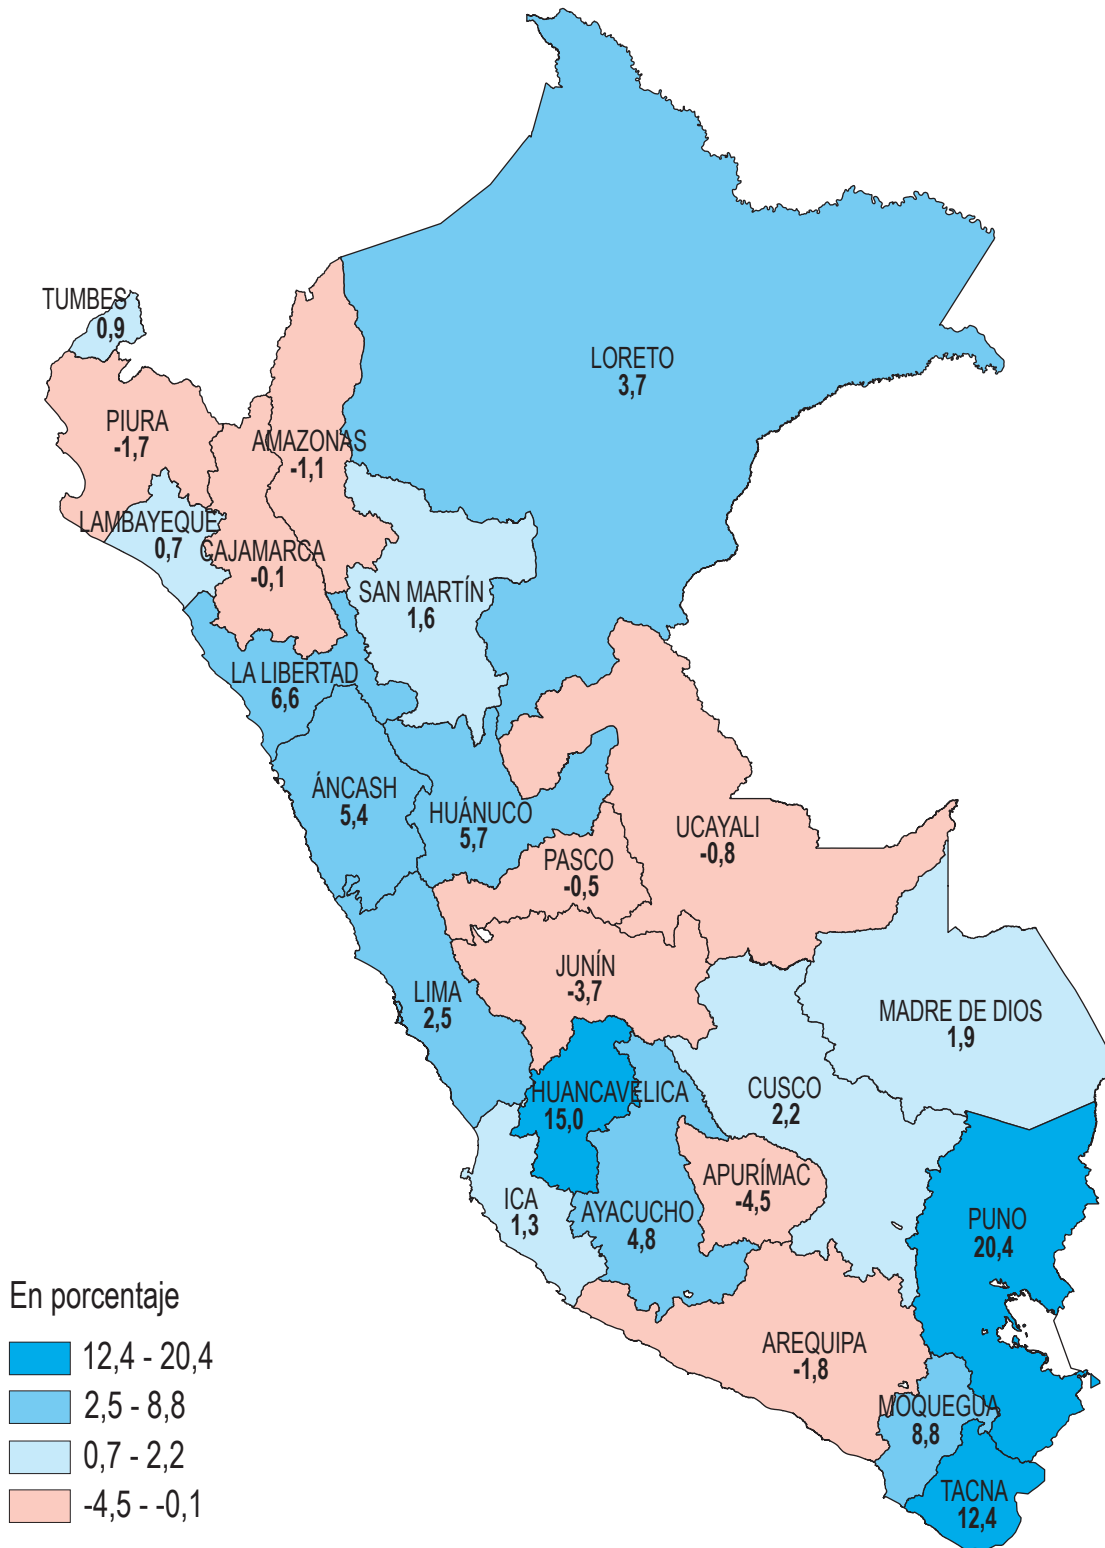 TUMBES
0,9
LORETO
3,7
PIURA
-1,7
AMAZONAS
-1,1
LAMBAYEQUE
0,7
CAJAMARCA
-0,1
SAN MARTÍN
1,6
LA LIBERTAD
6,6
ÁNCASH
5,4
HUÁNUCO
5,7
UCAYALI
-0,8
PASCO
-0,5
JUNÍN
-3,7
LIMA
2,5
MADRE DE DIOS
1,9
HUANCAVELICA
15,0
CUSCO
2,2
APURÍMAC
-4,5
ICA
1,3
AYACUCHO
4,8
PUNO
20,4
AREQUIPA
-1,8
MOQUEGUA
8,8
TACNA
12,4
En porcentaje
12,4 - 20,4
2,5 - 8,8
0,7 - 2,2
-4,5 - -0,1